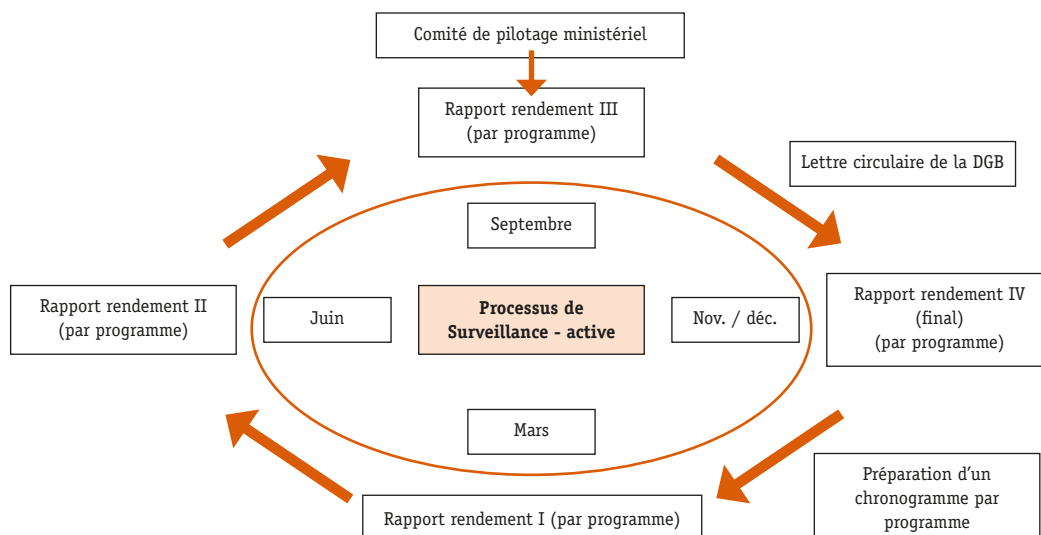 Comité de pilotage ministériel
Rapport rendement III
(par programme)
Lettre circulaire de la DGB
Septembre
Rapport rendement II
(par programme)
Juin
Processus de
Surveillance - active
Nov. / déc.
Rapport rendement IV
(final)
(par programme)
Mars
Rapport rendement I (par programme)
Préparation d’un
chronogramme par
programme